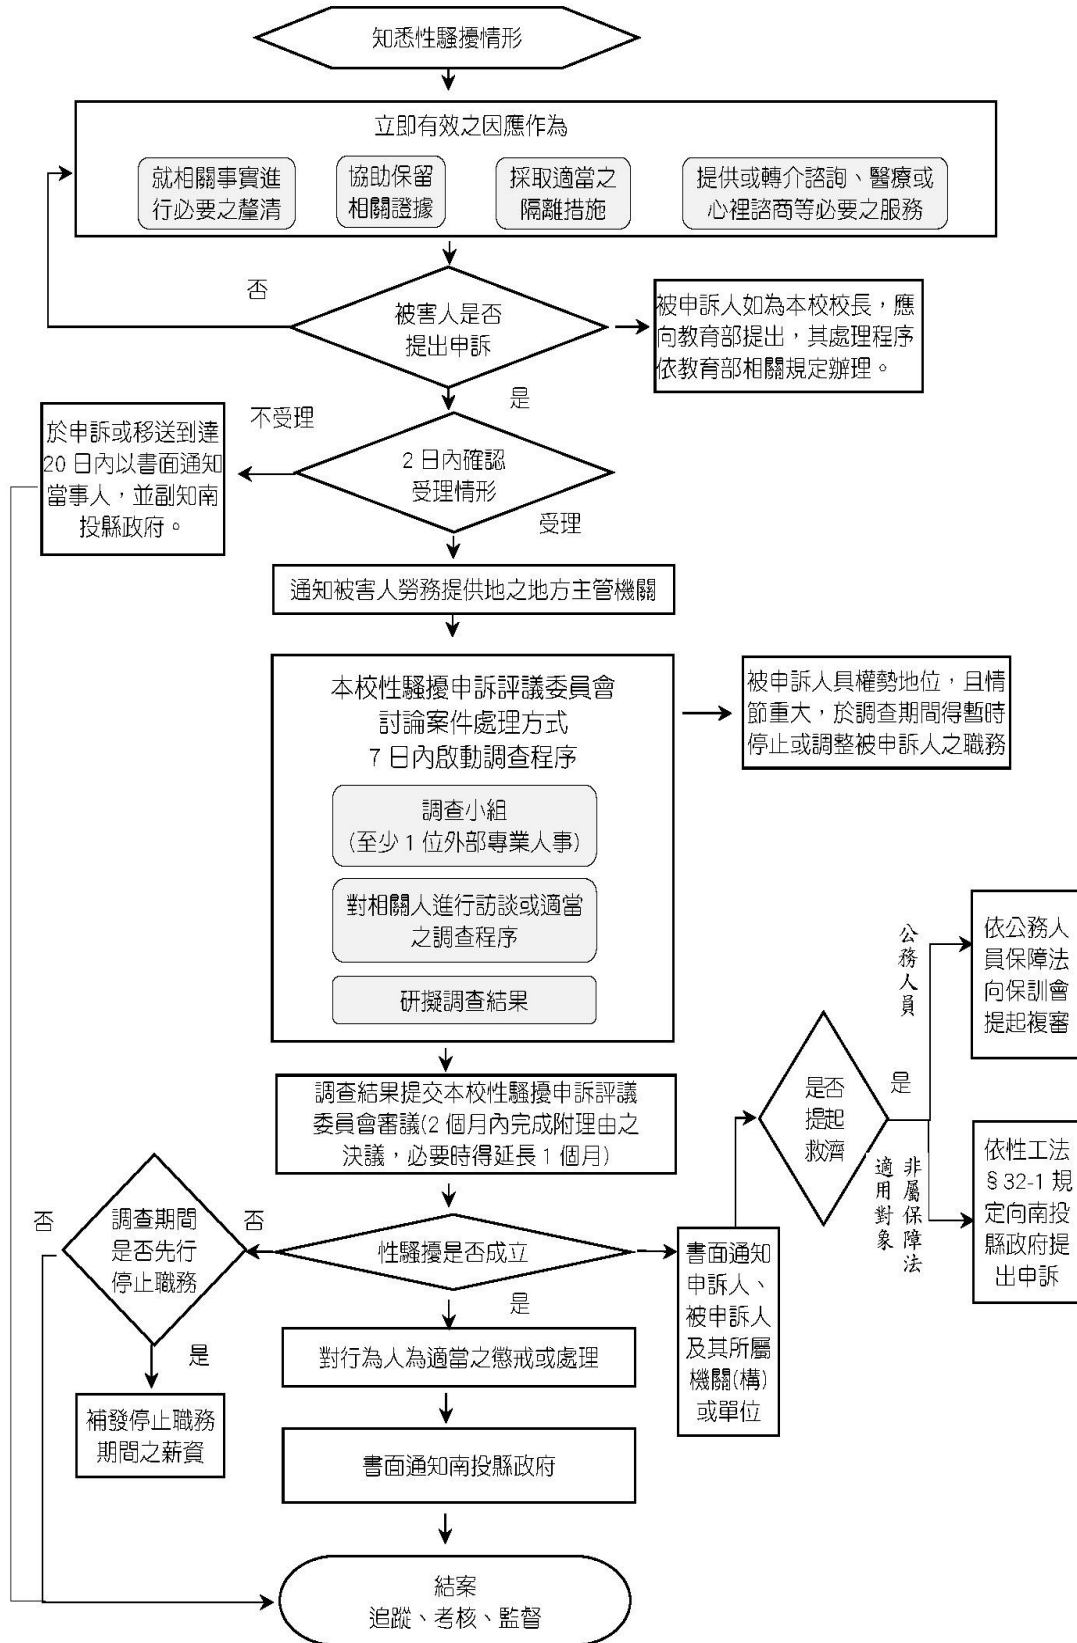 知悉性騷擾情形
立即有效之因應作為
就相關事實進
行必要之釐清
協助保留
相關證據
採取適當之
隔離措施
提供或轉介諮詢、醫療或
心裡諮商等必要之服務
否
被害人是否
提出申訴
被申訴人如為本校校長，應
向教育部提出，其處理程序
依教育部相關規定辦理。
是
不受理
於申訴或移送到達
20 日內以書面通知
當事人，並副知南
投縣政府。
2 日內確認
受理情形
受理
通知被害人勞務提供地之地方主管機關
本校性騷擾申訴評議委員會
討論案件處理方式
7 日內啟動調查程序
被申訴人具權勢地位，且情
節重大，於調查期間得暫時
停止或調整被申訴人之職務
調查小組
(至少 1 位外部專業人事)
對相關人進行訪談或適當
之調查程序
研擬調查結果
公務人員
依公務人
員保障法
向保訓會
提起複審
是否
提起
救濟
是
調查結果提交本校性騷擾申訴評議
委員會審議(2 個月內完成附理由之
決議，必要時得延長 1 個月)
非屬保障法
適用對象
依性工法
§ 32-1 規
定向南投
縣政府提
出申訴
否
調查期間
是否先行
停止職務
否
性騷擾是否成立
書面通知
申訴人、
被申訴人
及其所屬
機關(構)
或單位
是
是
對行為人為適當之懲戒或處理
補發停止職務
期間之薪資
書面通知南投縣政府
結案
追蹤、考核、監督